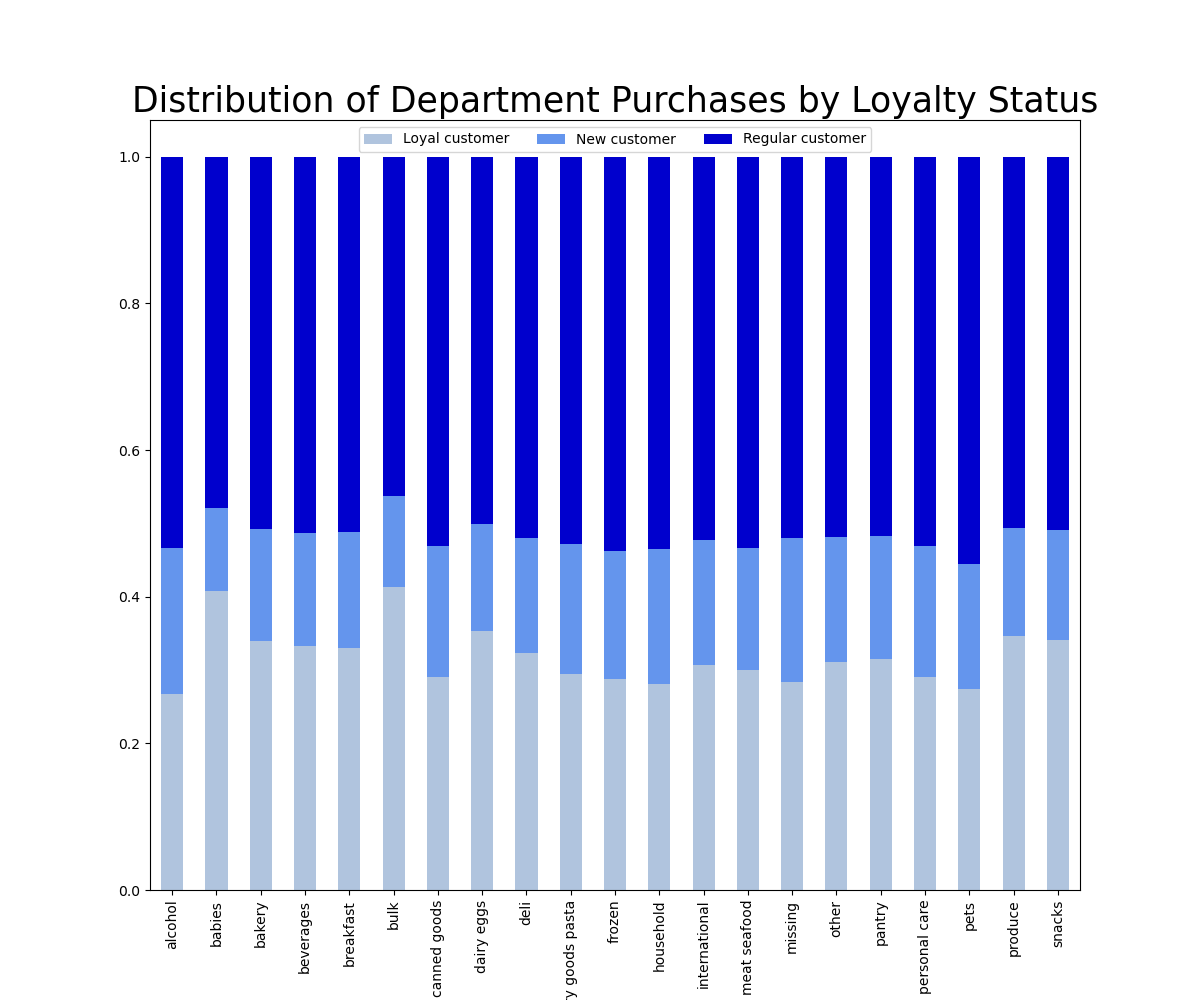 Distribution of Department Purchases by Loyalty Status
Loyal customer New customer Regular customer
1.0
0.8
0.6
0.4
0.2
0.0
alcohol
babies
bakery
beverages
breakfast
bulk
canned goods
dairy eggs
deli
goods pasta
frozen
household
international
meat seafood
missing
other
pantry
personal care
pets
produce
snacks